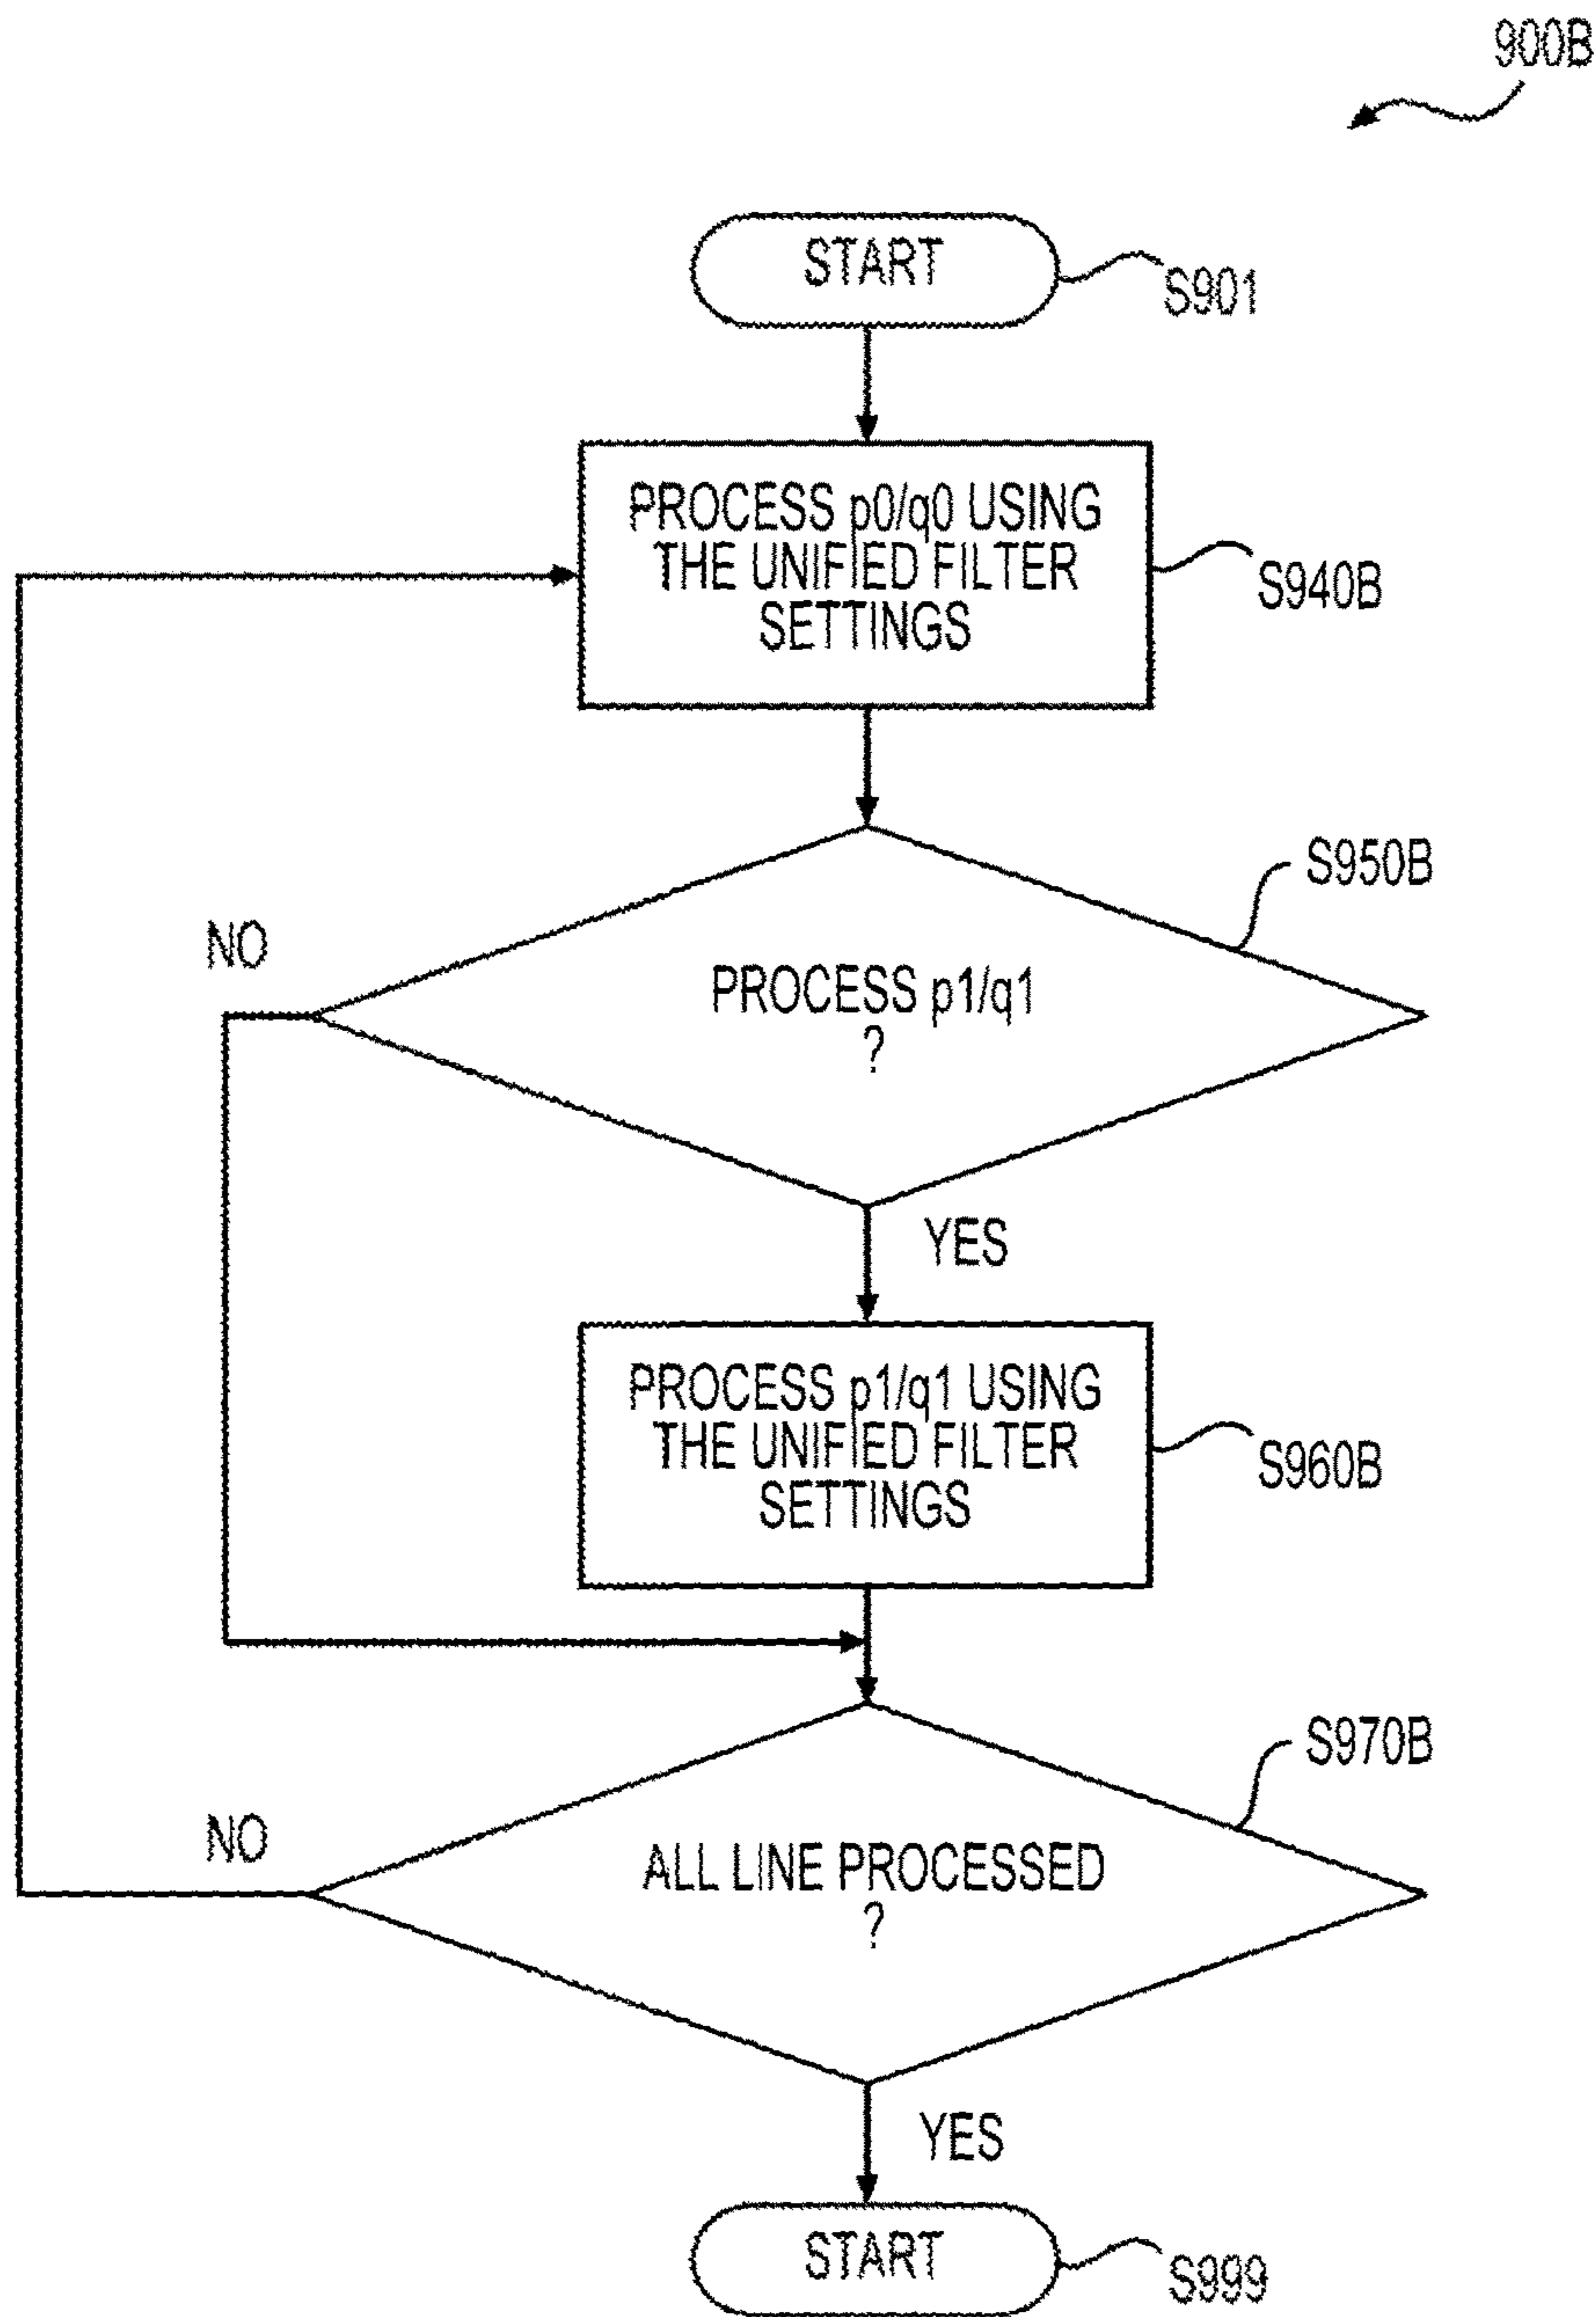 900B
START
S901
PROCESS p0/q0 USING
THE UNIFIED FILTER
SETTINGS
S940B
S950B
NO
PROCESS p1/q1
?
YES
PROCESS p1/q1 USING
THE UNIFIED FILTER
SETTINGS
S960B
S970B
NO
ALL LINE PROCESSED
?
YES
START
S999